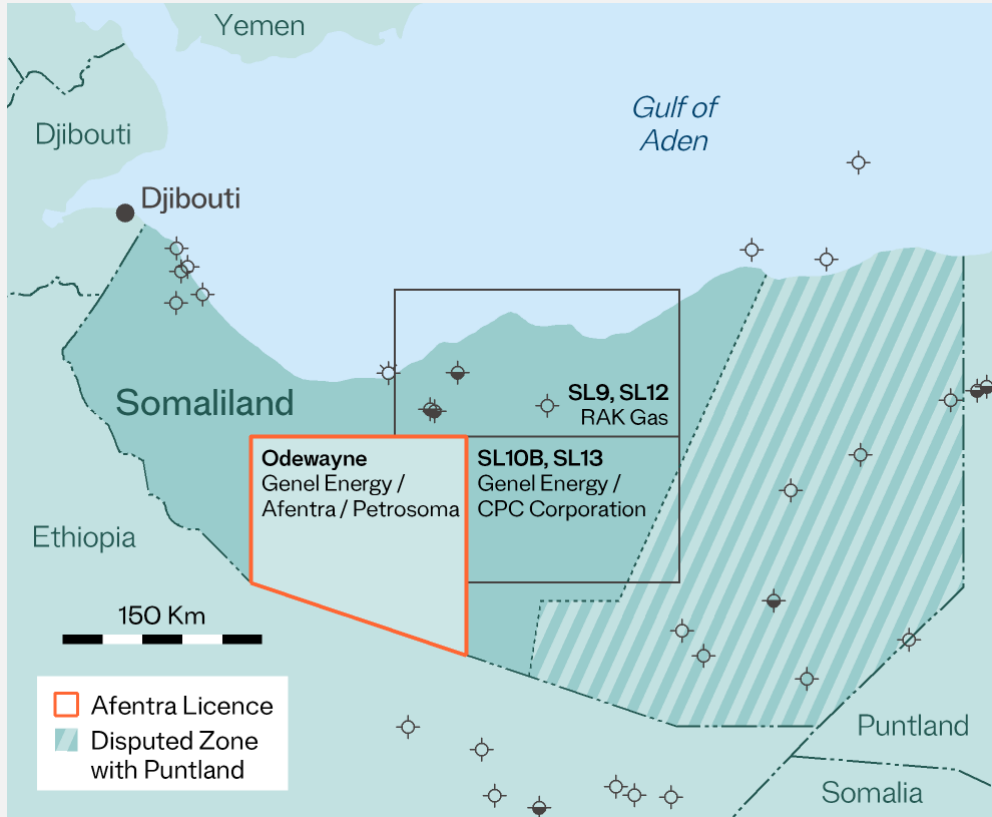 Yemen
Gulf of
Aden
Djibouti
Djibouti
Somaliland
SL9, SL12
RAK Gas
Odewayne
Genel Energy /
Afentra / Petrosoma
SL10B, SL13
Genel Energy /
CPC Corporation
Ethiopia
150 Km
Afentra Licence
Disputed Zone
with Puntland
Puntland
Somalia